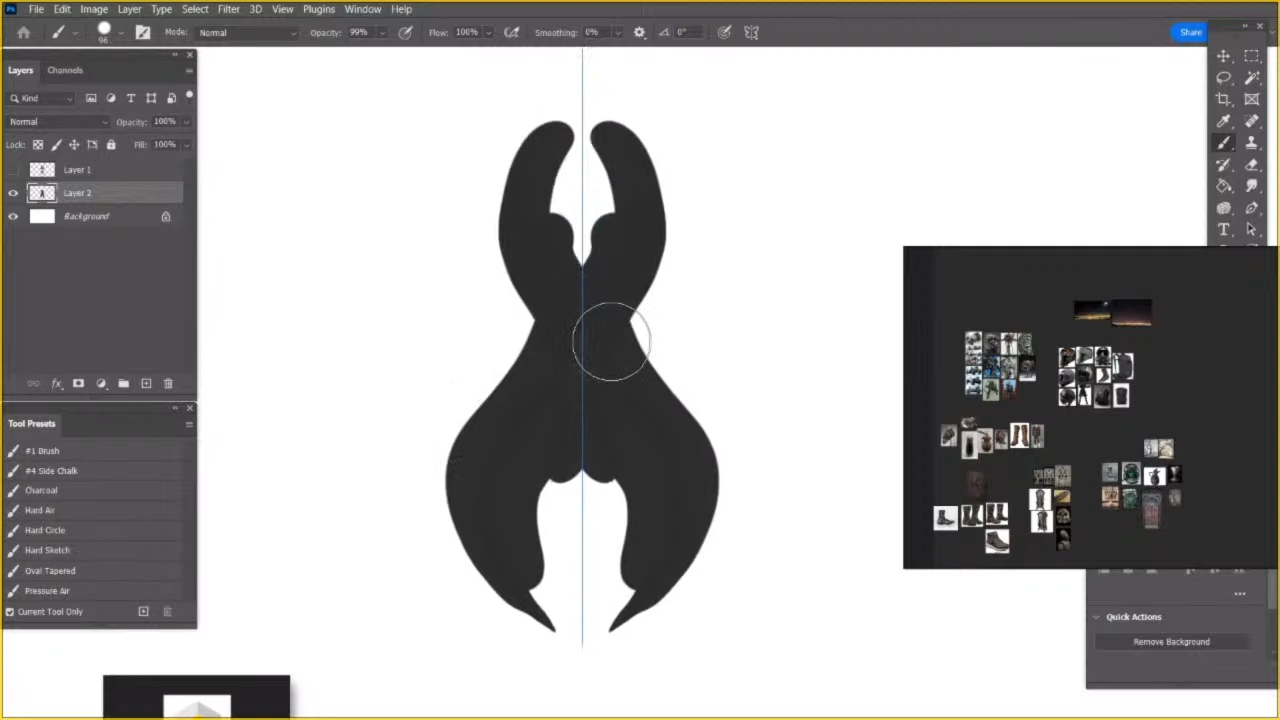 Ps File Edit Image Layer Type Select Filter 3D View Plugins Window Help
96 Mode: Normal Opacity: 99% Flow: 100% Smoothing: 0% 0° Share
Layers Channels
Kind
Normal Opacity: 100%
Lock: Fill: 100%
Layer 1
Layer 2
Background
fx
Tool Presets
#1 Brush
#4 Side Chalk
Charcoal
Hard Air
Hard Circle
Hard Sketch
Oval Tapered
Pressure Air
Current Tool Only
Quick Actions
Remove Background